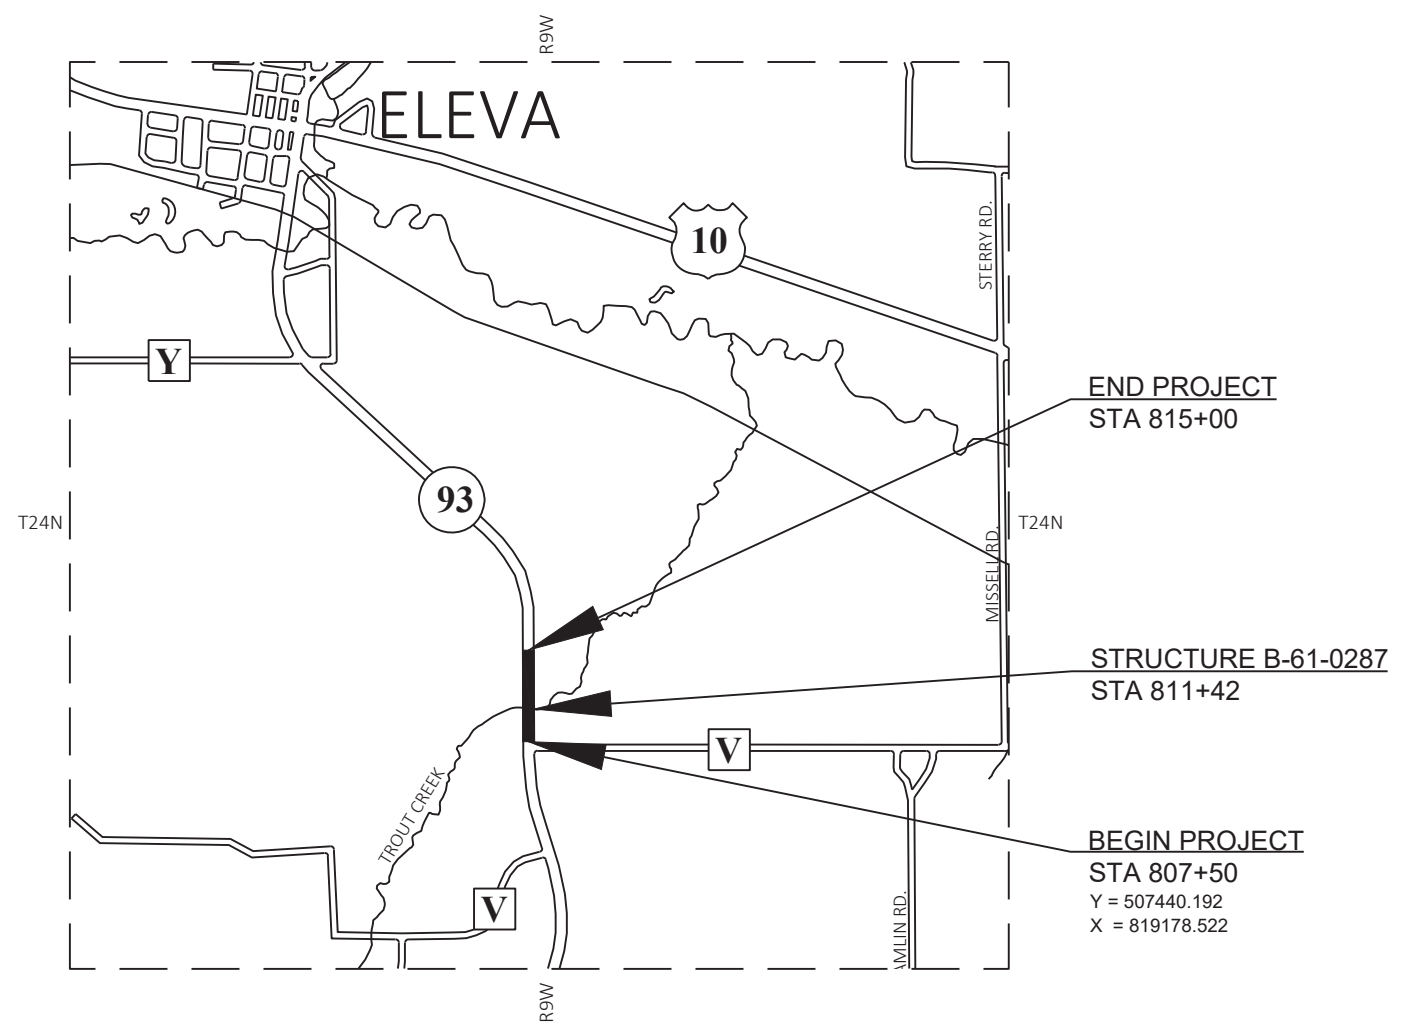 R9W
ELEVA
10
STERRY RD.
Y
END PROJECT
STA 815+00
93
T24N
T24N
MISSELL RD.
STRUCTURE B-61-0287
STA 811+42
V
TROUT CREEK
BEGIN PROJECT
STA 807+50
Y = 507440.192
X = 819178.522
V
AMLIN RD.
R9W